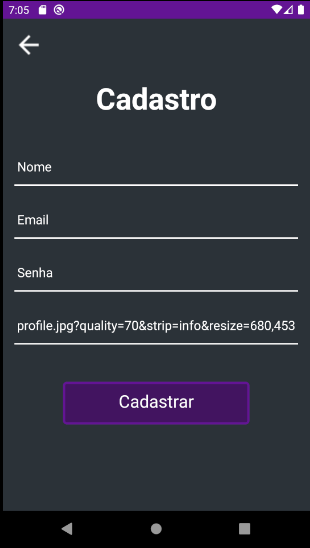 7:05
Cadastro
Nome
Email
Senha
profile.jpg?quality=70&strip=info&resize=680,453
Cadastrar